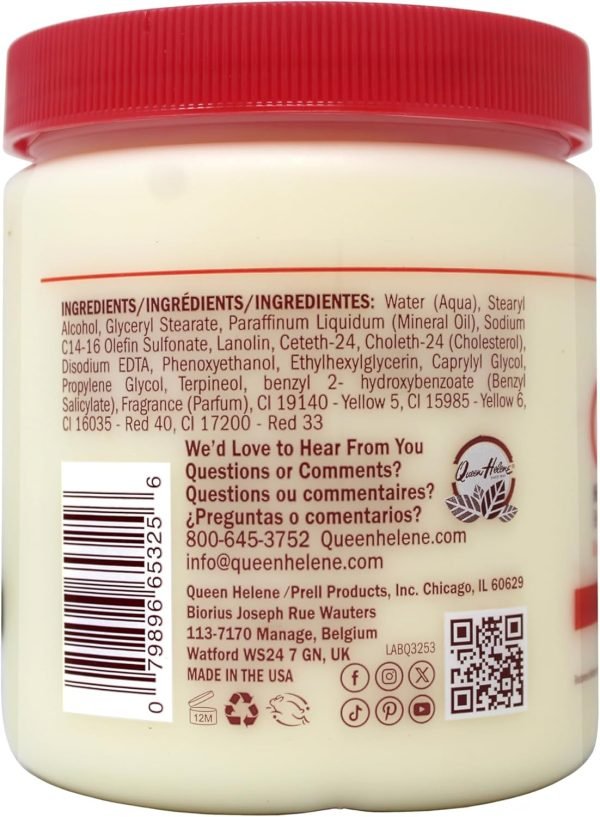 INGREDIENTS/INGRÉDIENTS/INGREDIENTES: Water (Aqua), Stearyl
Alcohol, Glyceryl Stearate, Paraffinum Liquidum (Mineral Oil), Sodium
C14-16 Olefin Sulfonate, Lanolin, Ceteth-24, Choleth-24 (Cholesterol),
Disodium EDTA, Phenoxyethanol, Ethylhexylglycerin, Caprylyl Glycol,
Propylene Glycol, Terpineol, benzyl 2- hydroxybenzoate (Benzyl
Salicylate), Fragrance (Parfum), CI 19140 - Yellow 5, CI 15985 - Yellow 6,
CI 16035 - Red 40, CI 17200 - Red 33
We'd Love to Hear From You
Questions or Comments?
Questions ou commentaires?
¿Preguntas o comentarios?
800-645-3752 Queenhelene.com
info@queenhelene.com
Queen Helene
Queen Helene /Prell Products, Inc. Chicago, IL 60629
Biorius Joseph Rue Wauters
113-7170 Manage, Belgium
Watford WS24 7 GN, UK
LABQ3253
MADE IN THE USA
12M
0 79896 65325 6